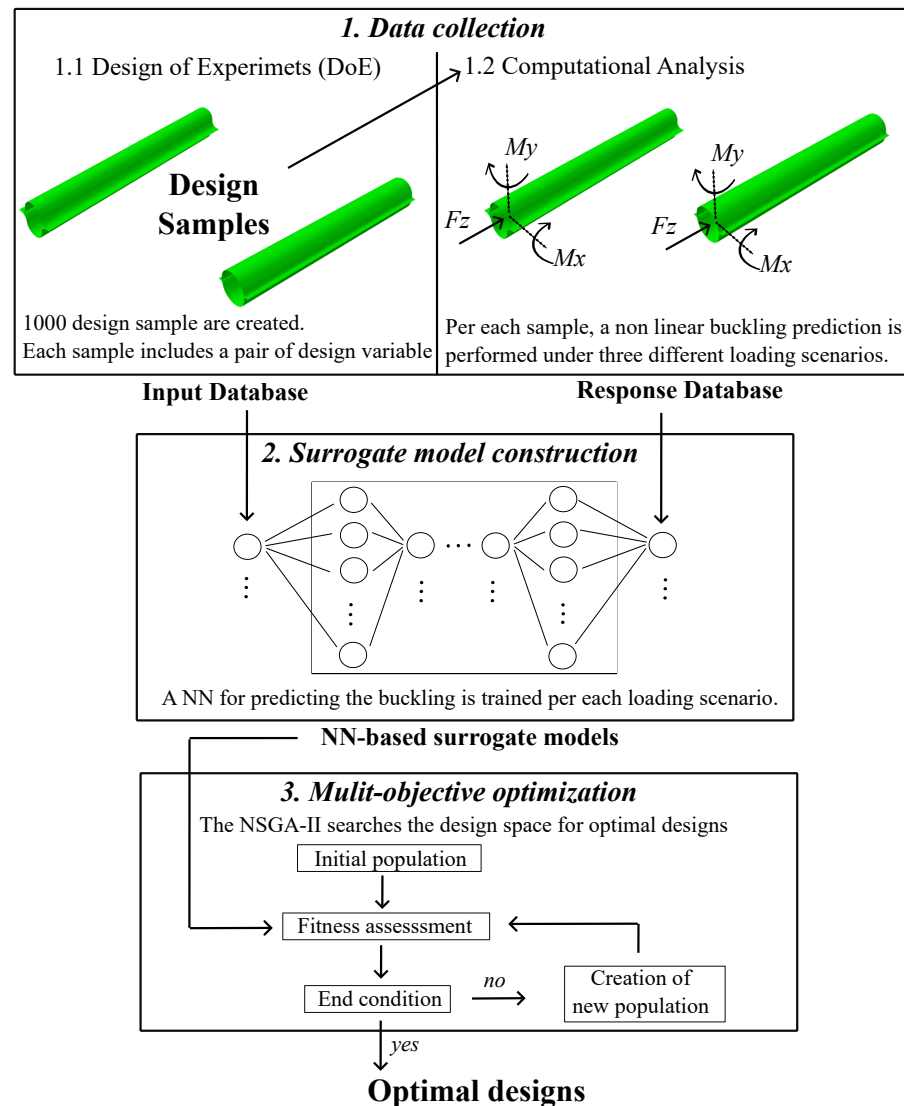 1. Data collection
1.1 Design of Experimets (DoE)
Design
Samples
1000 design sample are created.
Each sample includes a pair of design variable
1.2 Computational Analysis
My
Fz
Mx
My
Fz
Mx
Per each sample, a non linear buckling prediction is
performed under three different loading scenarios.
Input Database
Response Database
2. Surrogate model construction
A NN for predicting the buckling is trained per each loading scenario.
NN-based surrogate models
3. Mulit-objective optimization
The NSGA-II searches the design space for optimal designs
Initial population
Fitness assesssment
End condition
no
Creation of
new population
yes
Optimal designs